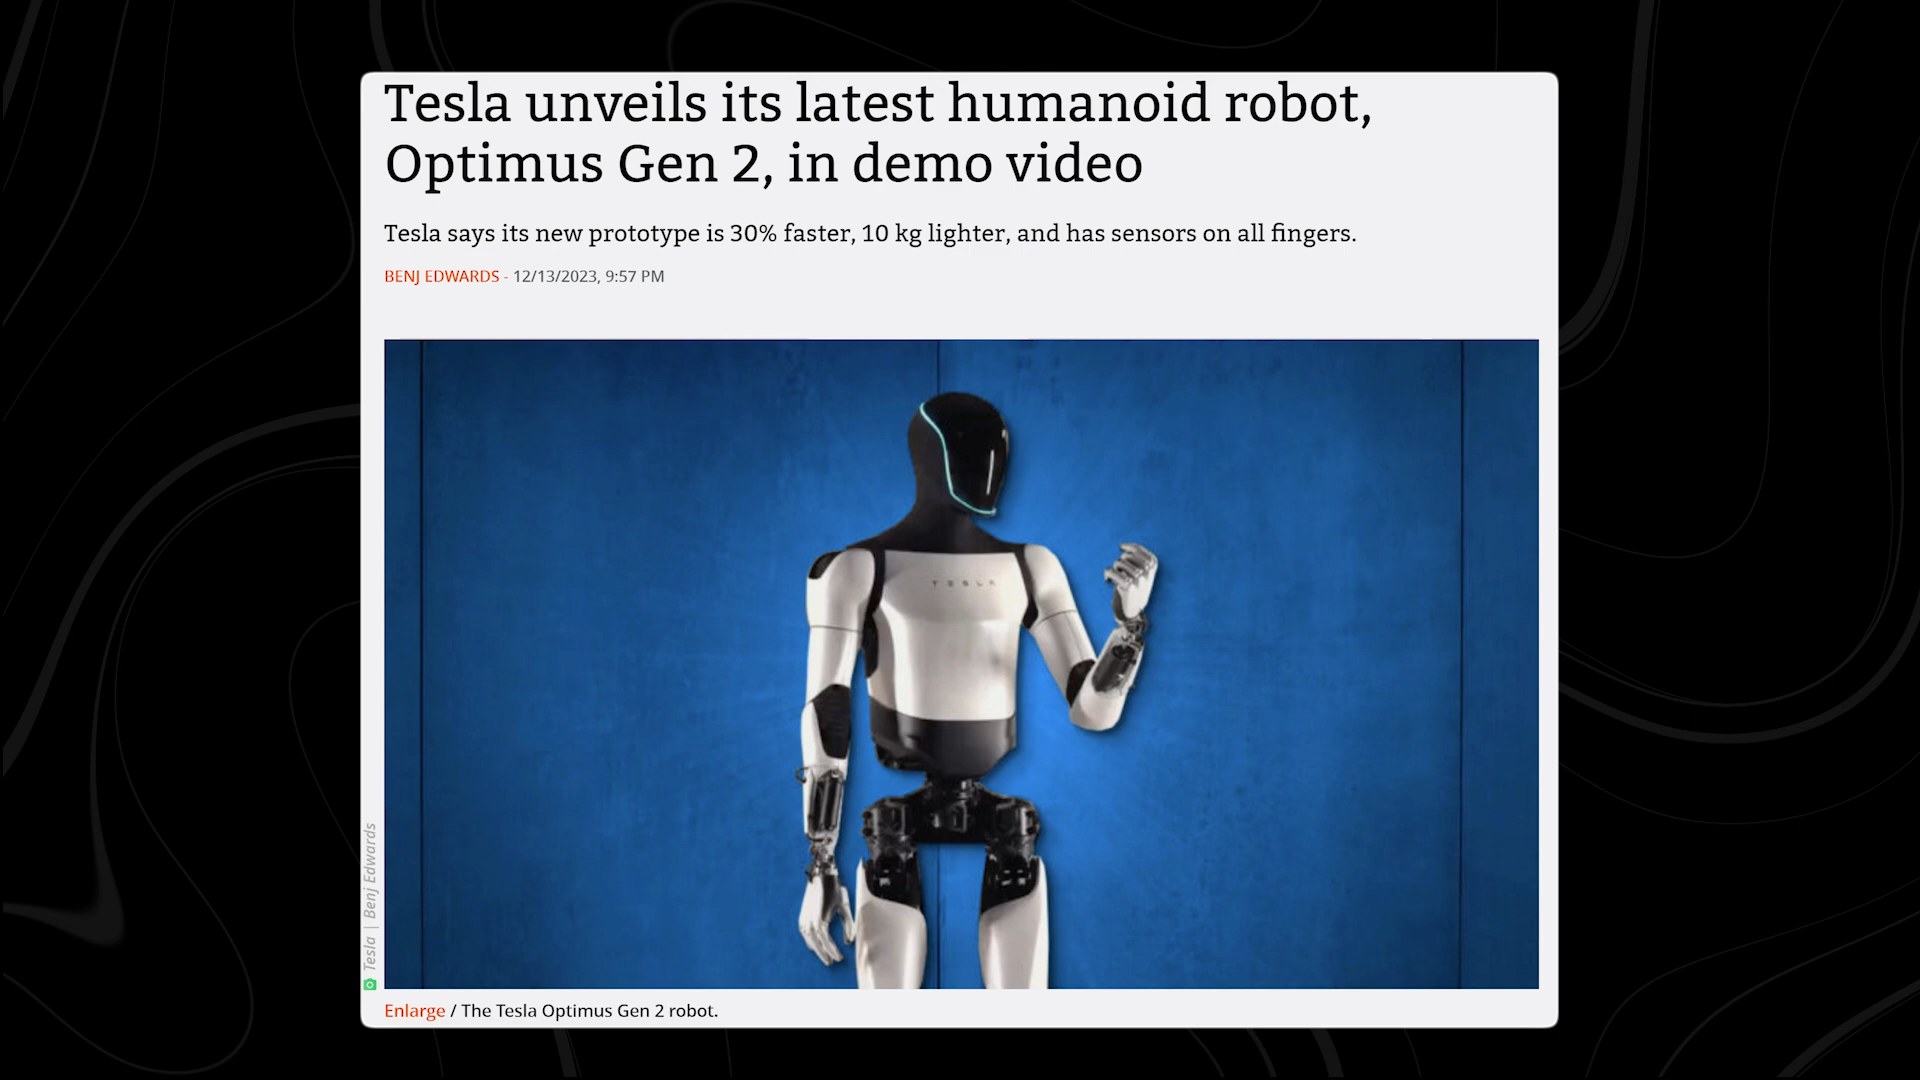 Tesla unveils its latest humanoid robot,
Optimus Gen 2, in demo video
Tesla says its new prototype is 30% faster, 10 kg lighter, and has sensors on all fingers.
BENJ EDWARDS - 12/13/2023, 9:57 PM
TESLA
Tesla | Benj Edwards
Enlarge / The Tesla Optimus Gen 2 robot.